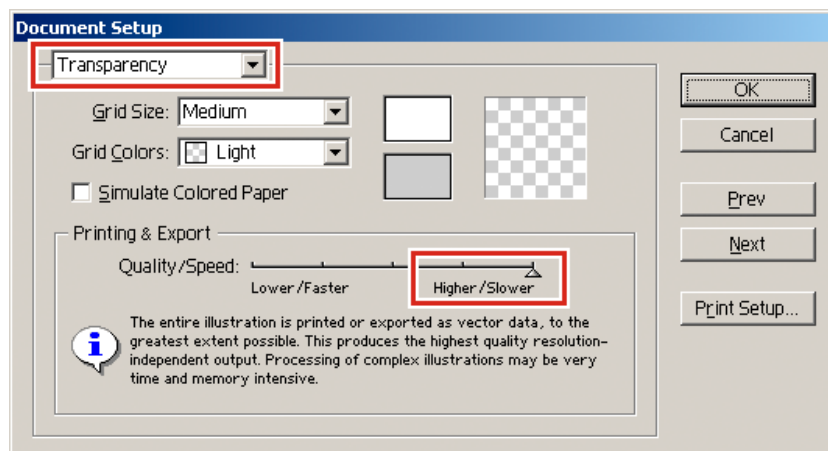 Document Setup
Transparency
Grid Size: Medium
Grid Colors: Light
Simulate Colored Paper
OK
Cancel
Prev
Next
Print Setup...
Printing & Export
Quality/Speed:
Lower/Faster
Higher/Slower
The entire illustration is printed or exported as vector data, to the
greatest extent possible. This produces the highest quality resolution-
independent output. Processing of complex illustrations may be very
time and memory intensive.